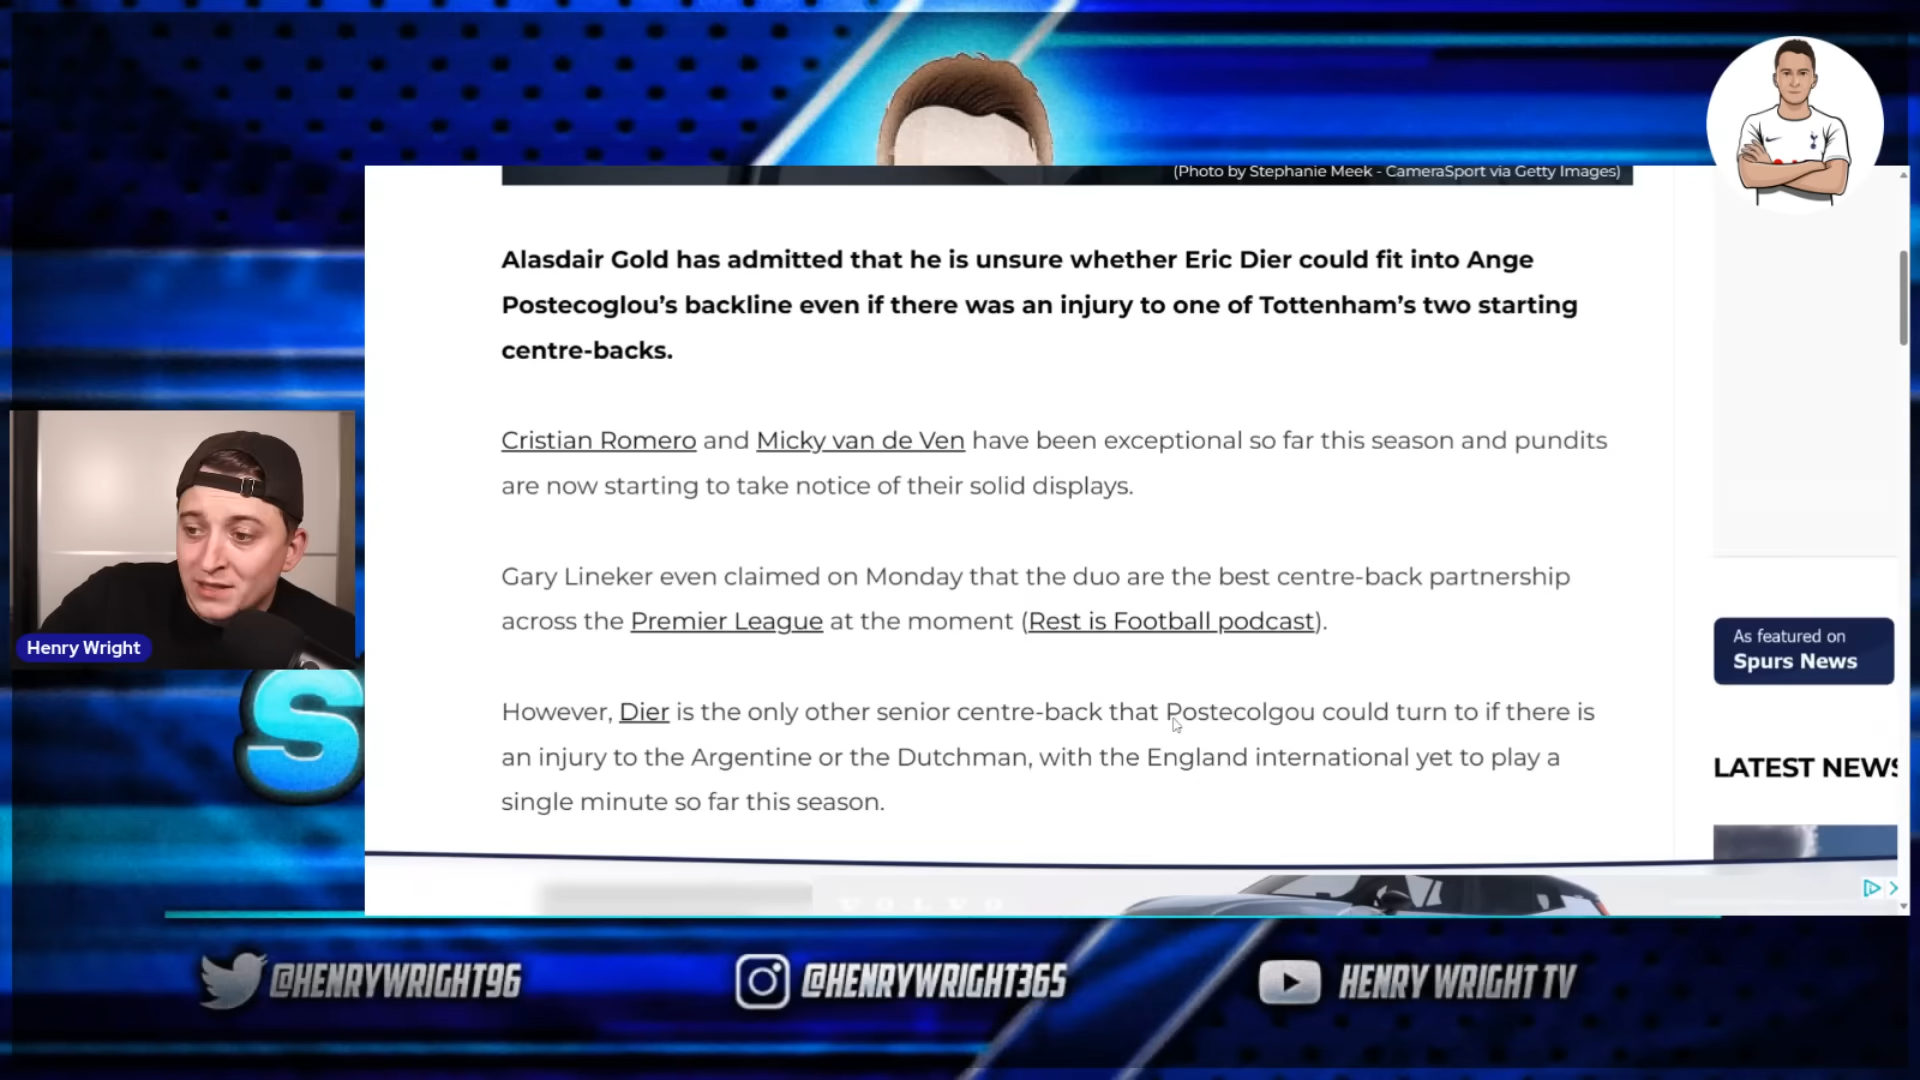 (Photo by Stephanie Meek - CameraSport via Getty Images)
Alasdair Gold has admitted that he is unsure whether Eric Dier could fit into Ange
Postecoglou’s backline even if there was an injury to one of Tottenham’s two starting
centre-backs.
Cristian Romero and Micky van de Ven have been exceptional so far this season and pundits
are now starting to take notice of their solid displays.
Gary Lineker even claimed on Monday that the duo are the best centre-back partnership
across the Premier League at the moment (Rest is Football podcast).
However, Dier is the only other senior centre-back that Postecolgou could turn to if there is
an injury to the Argentine or the Dutchman, with the England international yet to play a
single minute so far this season.
As featured on
Spurs News
LATEST NEWS
Henry Wright
S
VOLVO
@HENRYWRIGHT96
@HENRYWRIGHT365
HENRY WRIGHT TV